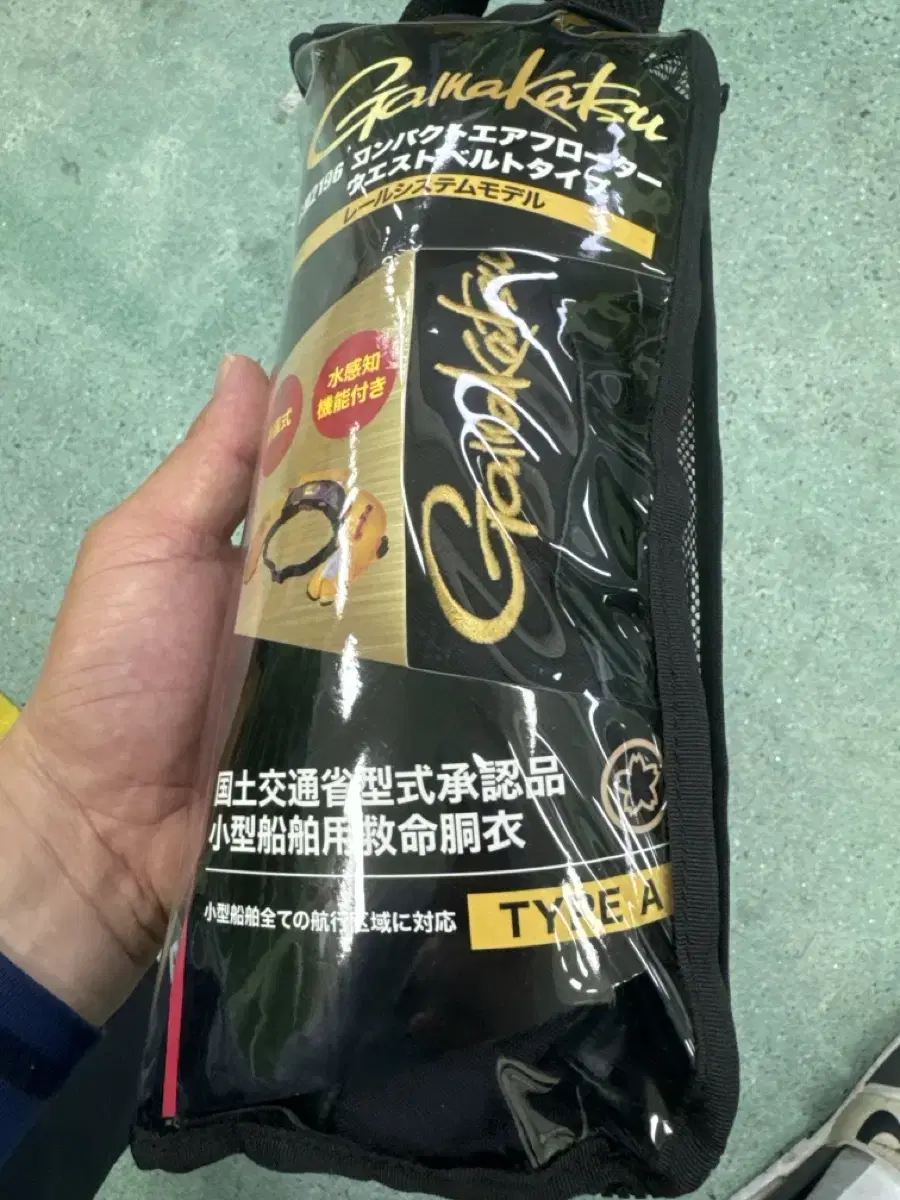 Gamakatsu
コンパクトエアフローター
2196 ウエストベルトタイプ
レールシステムモデル
Gamakatsu
水感知
機能付き
式
国土交通省型式承認品
小型船舶用救命胴衣
小型船舶全ての航行区域に対応
TYPE A